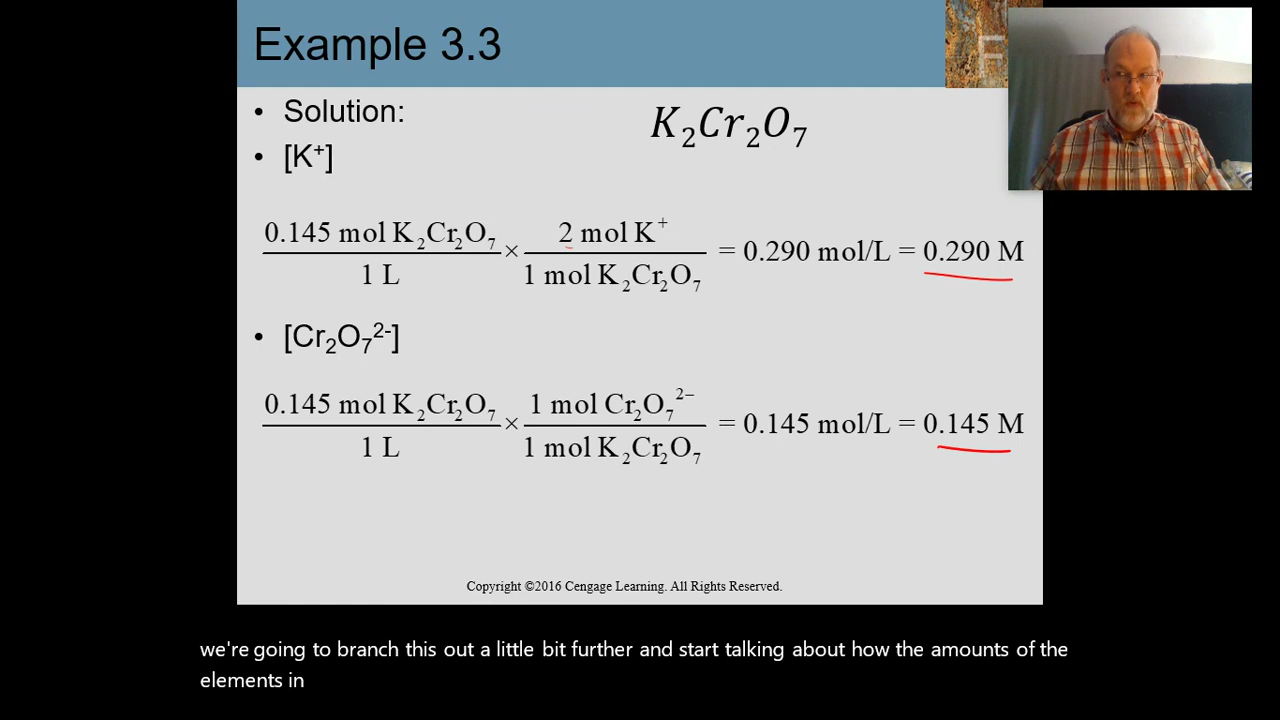 Example 3.3
• Solution:
K₂Cr₂O₇
• [K⁺]
0.145 mol K₂Cr₂O₇ / 1 L × 2 mol K⁺ / 1 mol K₂Cr₂O₇ = 0.290 mol/L = 0.290 M
• [Cr₂O₇²⁻]
0.145 mol K₂Cr₂O₇ / 1 L × 1 mol Cr₂O₇²⁻ / 1 mol K₂Cr₂O₇ = 0.145 mol/L = 0.145 M
Copyright ©2016 Cengage Learning. All Rights Reserved.
we're going to branch this out a little bit further and start talking about how the amounts of the
elements in